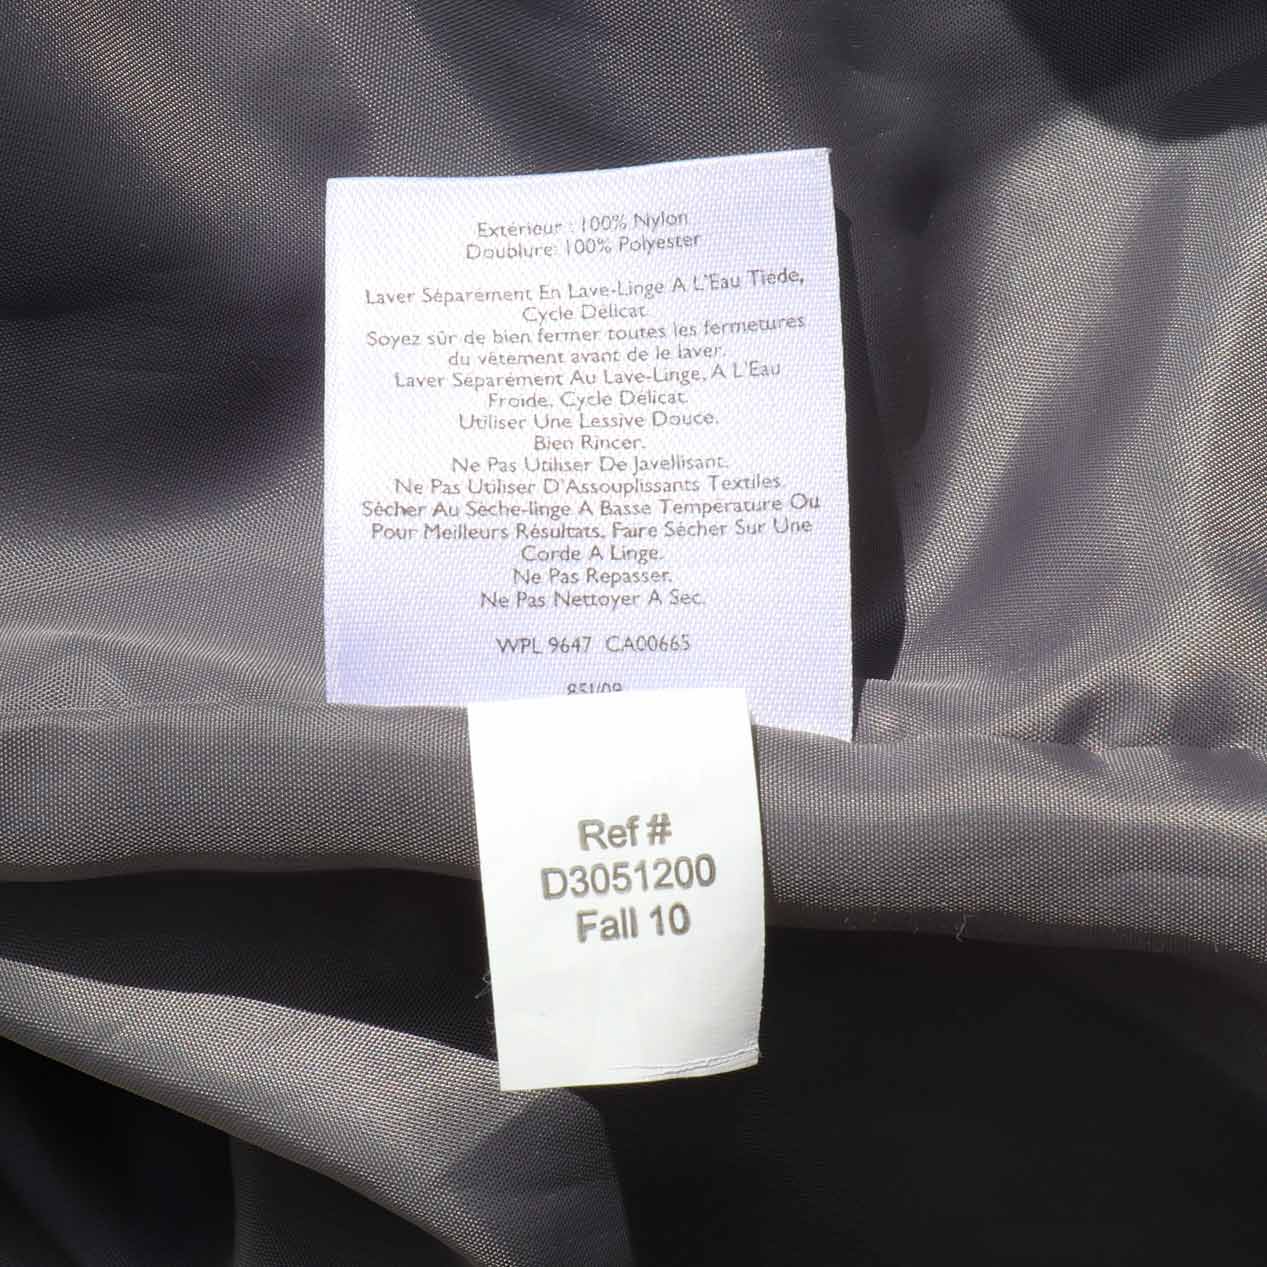 Extérieur : 100% Nylon
Doublure: 100% Polyester
Laver Séparément En Lave-Linge A L'Eau Tiède,
Cycle Délicat
Soyez sûr de bien fermer toutes les fermetures
du vêtement avant de le laver.
Laver Séparément Au Lave-Linge, A L'Eau
Froide, Cycle Délicat.
Utiliser Une Lessive Douce.
Bien Rincer.
Ne Pas Utiliser De Javellisant.
Ne Pas Utiliser D'Assouplissants Textiles.
Sécher Au Sèche-linge A Basse Température Ou
Pour Meilleurs Résultats, Faire Sécher Sur Une
Corde A Linge.
Ne Pas Repasser.
Ne Pas Nettoyer A Sec.
WPL 9647 CA00665
Ref #
D3051200
Fall 10